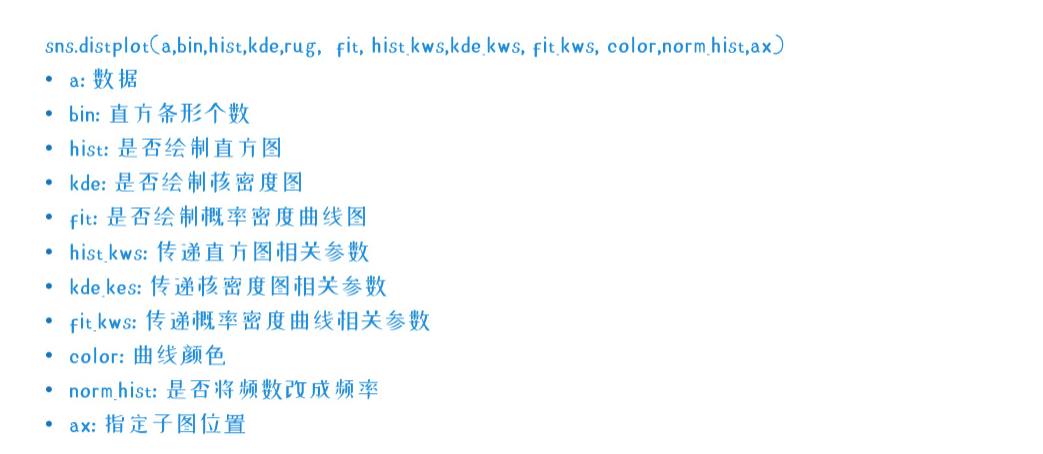 sns.distplot(a,bin,hist,kde,rug, fit, hist_kws,kde_kws, fit_kws, color,norm_hist,ax)
• a: 数据
• bin: 直方条形个数
• hist: 是否绘制直方图
• kde: 是否绘制核密度图
• fit: 是否绘制概率密度曲线图
• hist_kws: 传递直方图相关参数
• kde_kes: 传递核密度图相关参数
• fit_kws: 传递概率密度曲线相关参数
• color: 曲线颜色
• norm_hist: 是否将频数改成频率
• ax: 指定子图位置